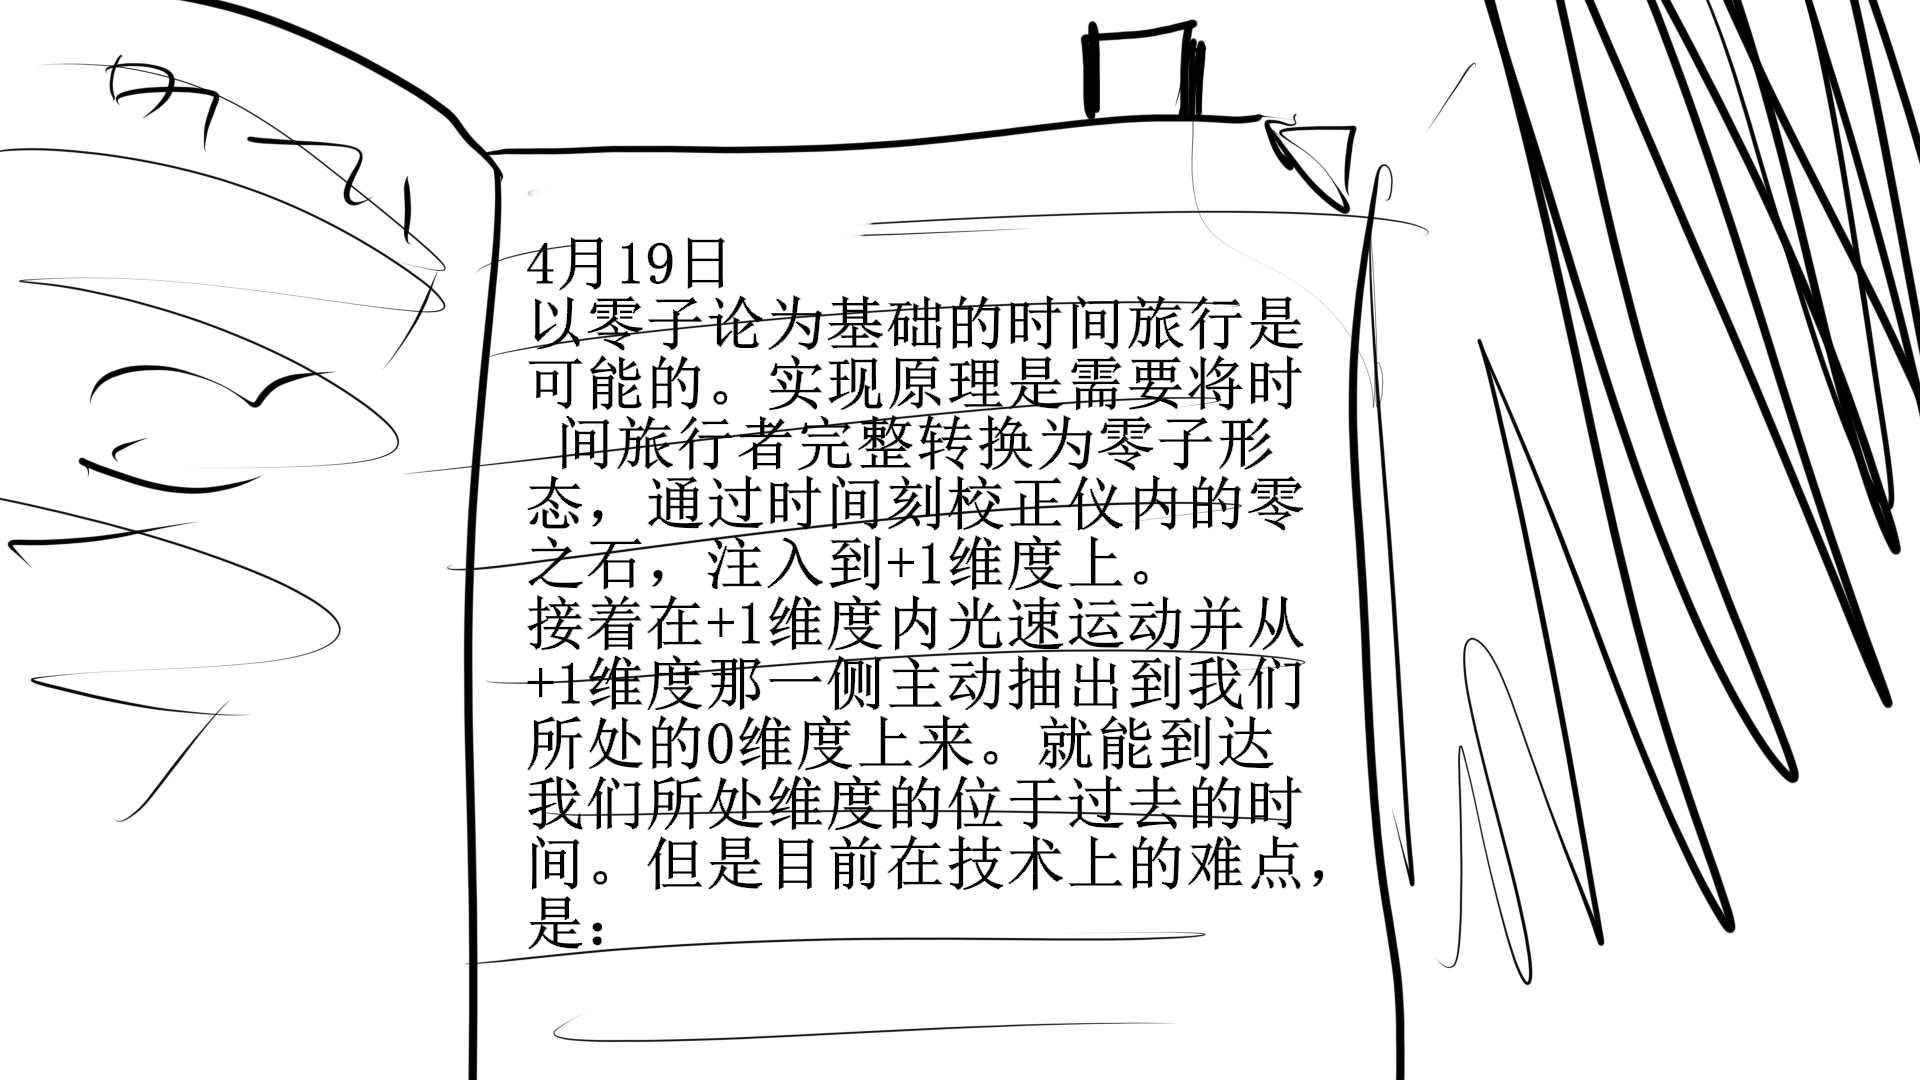 4月19日
以零子论为基础的时间旅行是
可能的。实现原理是需要将时
间旅行者完整转换为零子形
态，通过时间刻校正仪内的零
之石，注入到+1维度上。
接着在+1维度内光速运动并从
+1维度那一侧主动抽出到我们
所处的0维度上来。就能到达
我们所处维度的位于过去的时
间。但是目前在技术上的难点，
是：